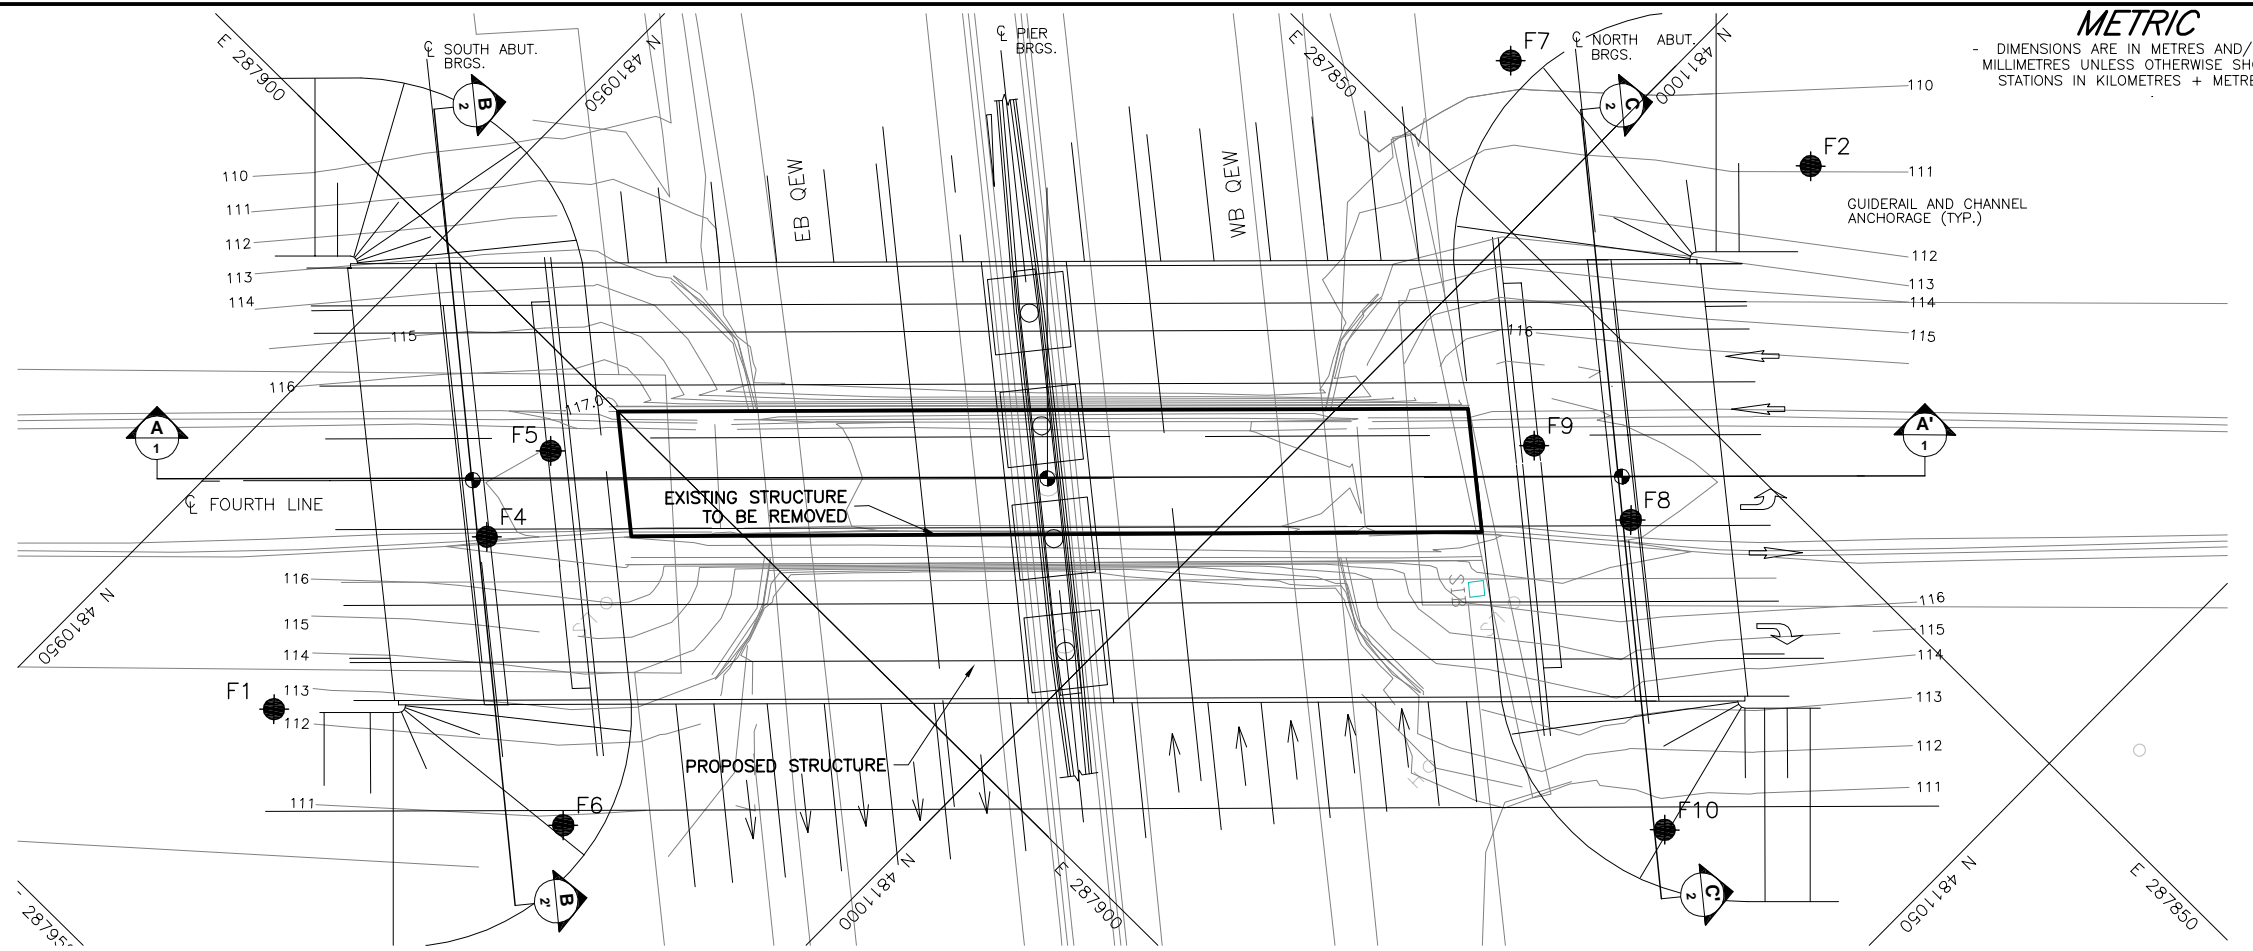 METRIC
- DIMENSIONS ARE IN METRES AND/
MILLIMETRES UNLESS OTHERWISE SHO
STATIONS IN KILOMETRES + METRE
E 287900
℄ SOUTH ABUT.
BRGS.
N 4810950
B
2
℄ PIER
BRGS.
E 287850
F7
℄ NORTH ABUT.
BRGS.
N 4811000
C
2
110
F2
111
GUIDERAIL AND CHANNEL
ANCHORAGE (TYP.)
EB QEW
WB QEW
110
111
112
113
114
115
116
117.0
112
113
114
115
116
A
1
F5
F9
A'
1
℄ FOURTH LINE
EXISTING STRUCTURE
TO BE REMOVED
F4
F8
116
115
114
113
112
111
STB
116
115
114
113
112
111
N 4810950
F1
PROPOSED STRUCTURE
F6
F10
B
2'
C'
2
N 4811000
E 287900
N 4811050
E 287850